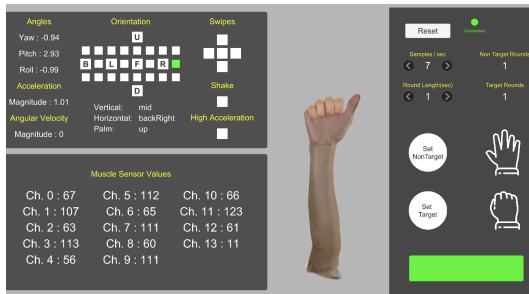 Angles
Yaw : -0.94
Pitch : 2.93
Roll : -0.99
Acceleration
Magnitude : 1.01
Angular Velocity
Magnitude : 0
Orientation
U
B L F R
D
Vertical: mid
Horizontal: backRight
Palm: up
Swipes
Shake
High Acceleration
Muscle Sensor Values
Ch. 0 : 67
Ch. 1 : 107
Ch. 2 : 63
Ch. 3 : 113
Ch. 4 : 56
Ch. 5 : 112
Ch. 6 : 65
Ch. 7 : 111
Ch. 8 : 60
Ch. 9 : 111
Ch. 10 : 66
Ch. 11 : 123
Ch. 12 : 61
Ch. 13 : 11
Reset
Connected
Samples / sec
7
Non Target Rounds
1
Round Length(sec)
1
Target Rounds
1
Set
NonTarget
Set
Target